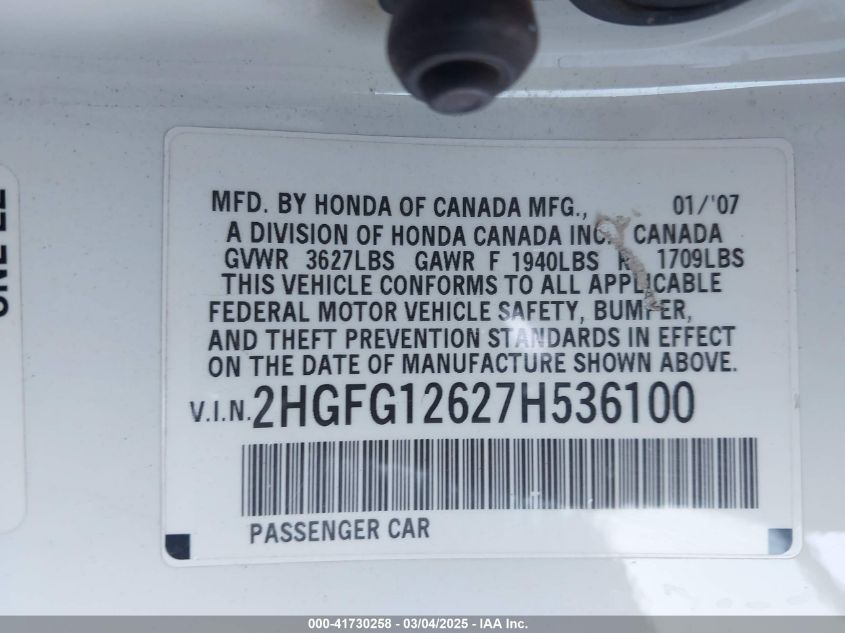 MFD. BY HONDA OF CANADA MFG., 01/'07
A DIVISION OF HONDA CANADA INC. CANADA
GVWR 3627LBS GAWR F 1940LBS R 1709LBS
THIS VEHICLE CONFORMS TO ALL APPLICABLE
FEDERAL MOTOR VEHICLE SAFETY, BUMPER,
AND THEFT PREVENTION STANDARDS IN EFFECT
ON THE DATE OF MANUFACTURE SHOWN ABOVE.
V.I.N. 2HGFG12627H536100
PASSENGER CAR
000-41730258 - 03/04/2025 - IAA Inc.